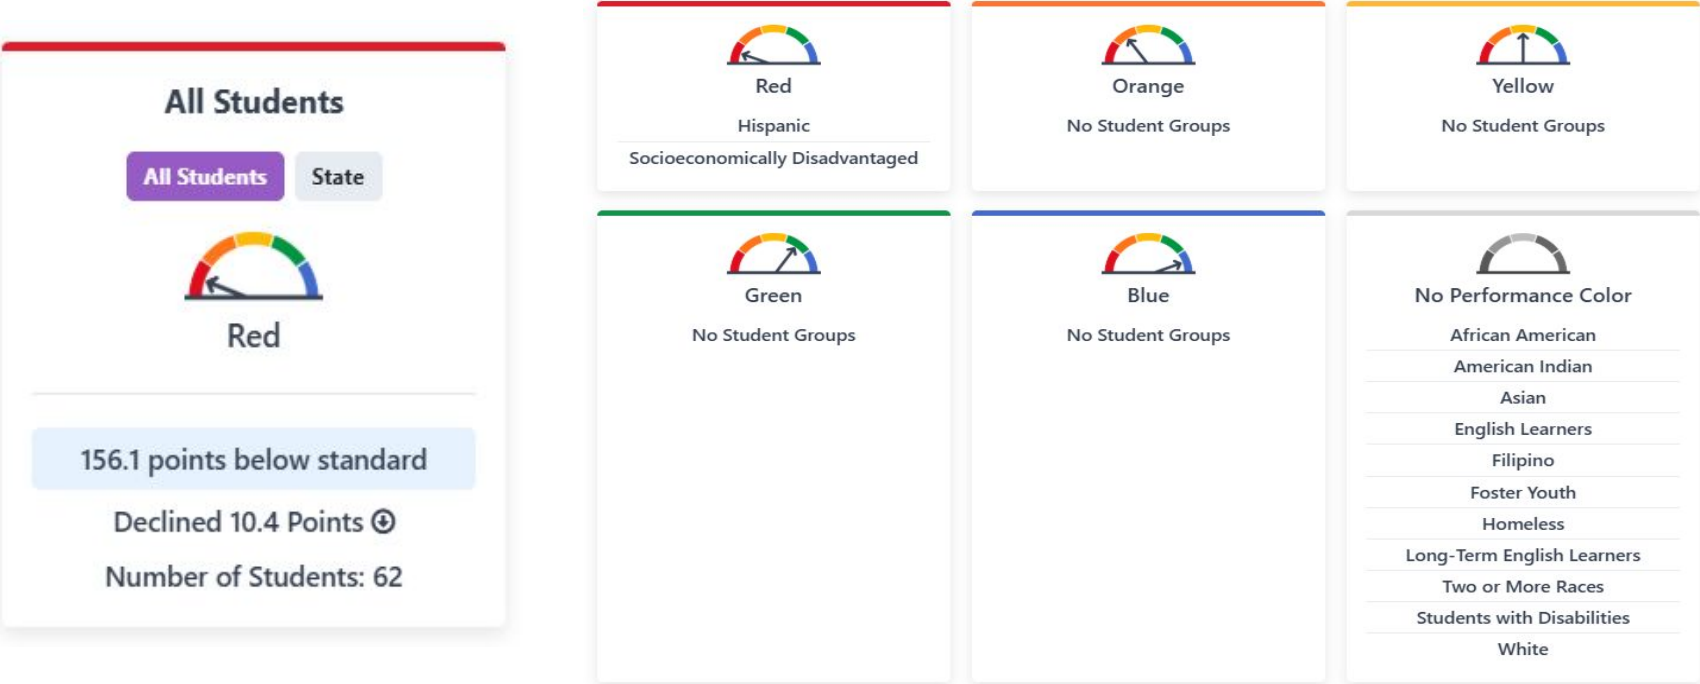 All Students
All Students
State
Red
156.1 points below standard
Declined 10.4 Points
Number of Students: 62
Red
Hispanic
Socioeconomically Disadvantaged
Orange
No Student Groups
Yellow
No Student Groups
Green
No Student Groups
Blue
No Student Groups
No Performance Color
African American
American Indian
Asian
English Learners
Filipino
Foster Youth
Homeless
Long-Term English Learners
Two or More Races
Students with Disabilities
White